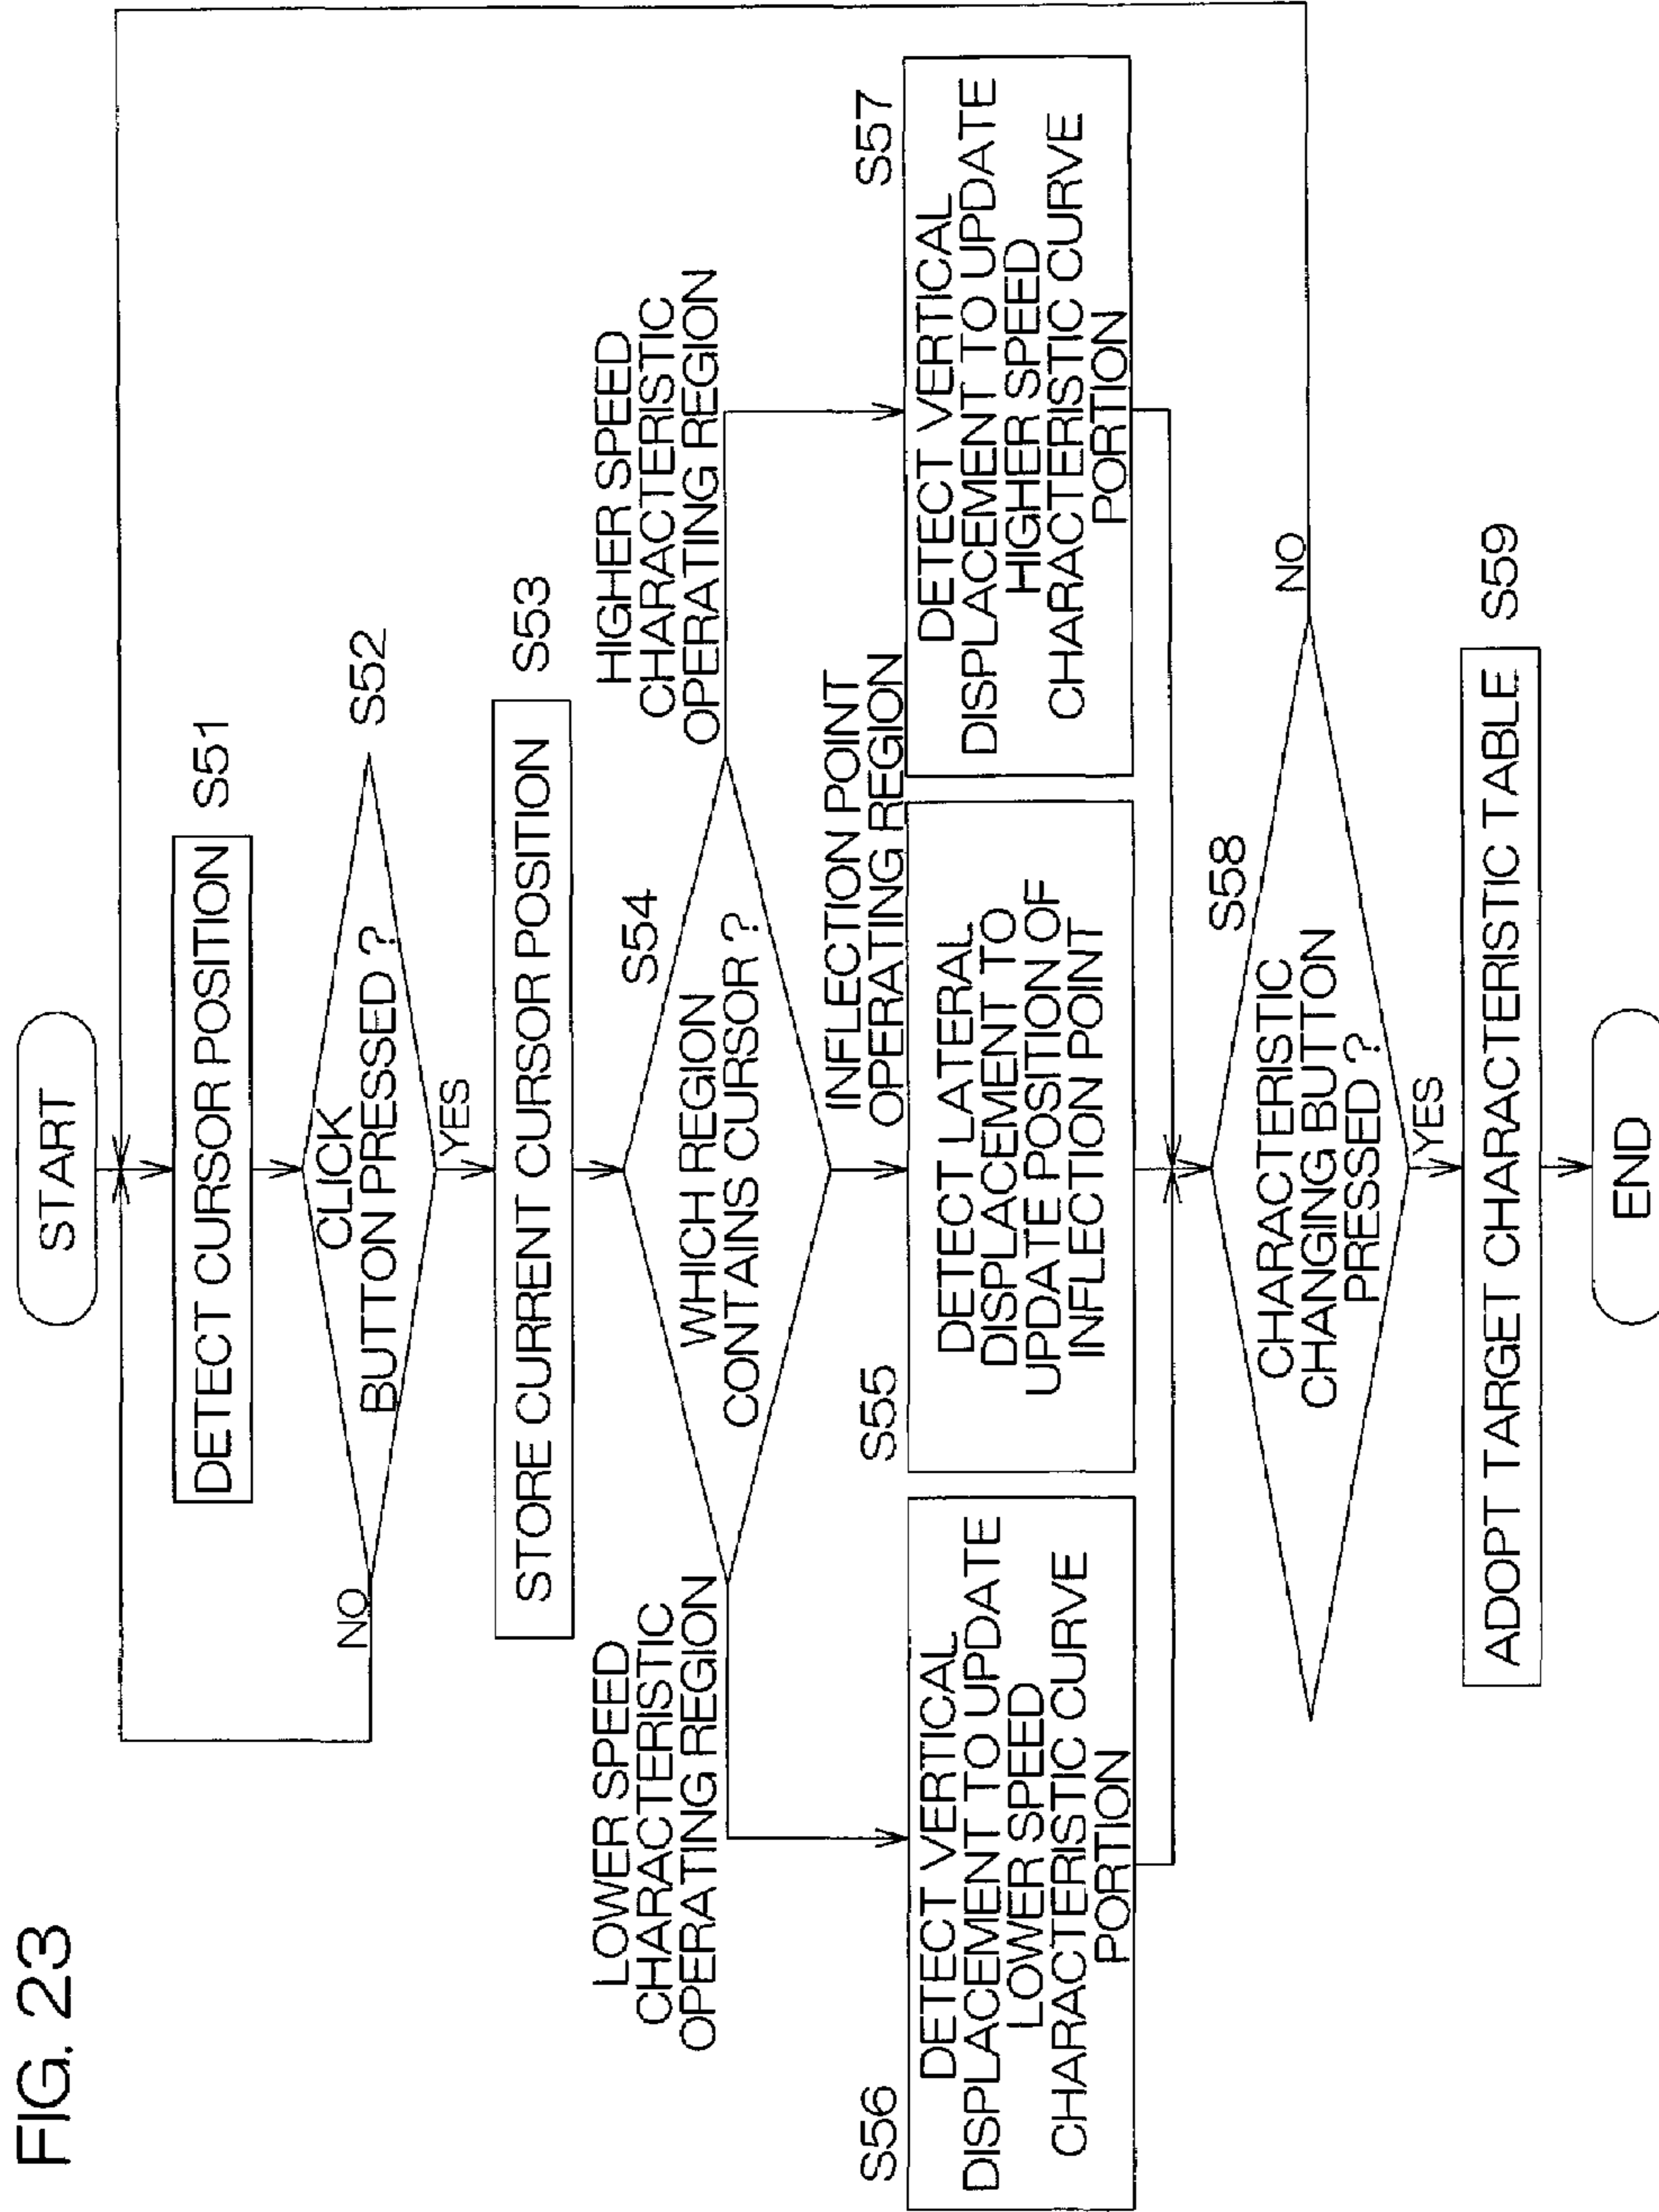 FIG. 23
START
DETECT CURSOR POSITION
S51
CLICK
BUTTON PRESSED ?
S52
NO
YES
STORE CURRENT CURSOR POSITION
S53
WHICH REGION
CONTAINS CURSOR ?
S54
LOWER SPEED
CHARACTERISTIC
OPERATING REGION
INFLECTION POINT
OPERATING REGION
HIGHER SPEED
CHARACTERISTIC
OPERATING REGION
S56
DETECT VERTICAL
DISPLACEMENT TO UPDATE
LOWER SPEED
CHARACTERISTIC CURVE
PORTION
S55
DETECT LATERAL
DISPLACEMENT TO
UPDATE POSITION OF
INFLECTION POINT
S57
DETECT VERTICAL
DISPLACEMENT TO UPDATE
HIGHER SPEED
CHARACTERISTIC CURVE
PORTION
S58
CHARACTERISTIC
CHANGING BUTTON
PRESSED ?
NO
YES
ADOPT TARGET CHARACTERISTIC TABLE
S59
END